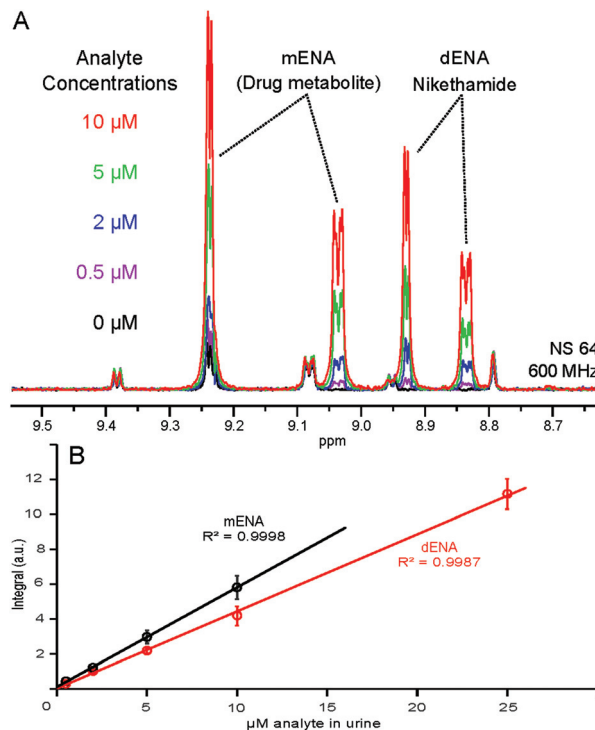 A
Analyte
Concentrations
10 µM
5 µM
2 µM
0.5 µM
0 µM
mENA
(Drug metabolite)
dENA
Nikethamide
NS 64
600 MHz
9.5 9.4 9.3 9.2 9.1 9.0 8.9 8.8 8.7
ppm
B
Integral (a.u.)
12
10
8
6
4
2
mENA
R² = 0.9998
dENA
R² = 0.9987
0 5 10 15 20 25
µM analyte in urine